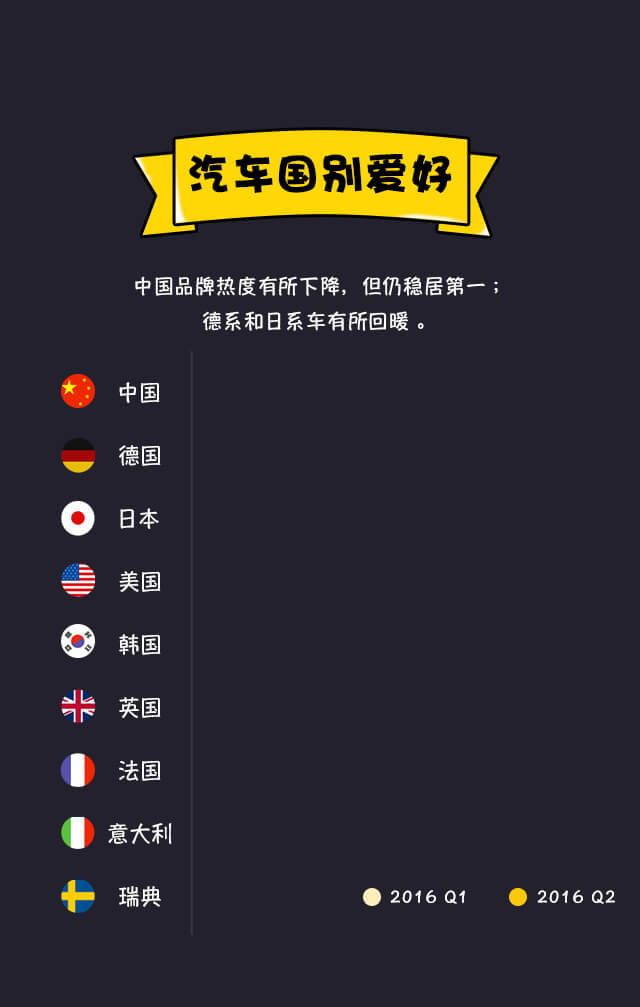 汽车国别爱好
中国品牌热度有所下降，但仍稳居第一；
德系和日系车有所回暖。
中国
德国
日本
美国
韩国
英国
法国
意大利
瑞典
2016 Q1
2016 Q2